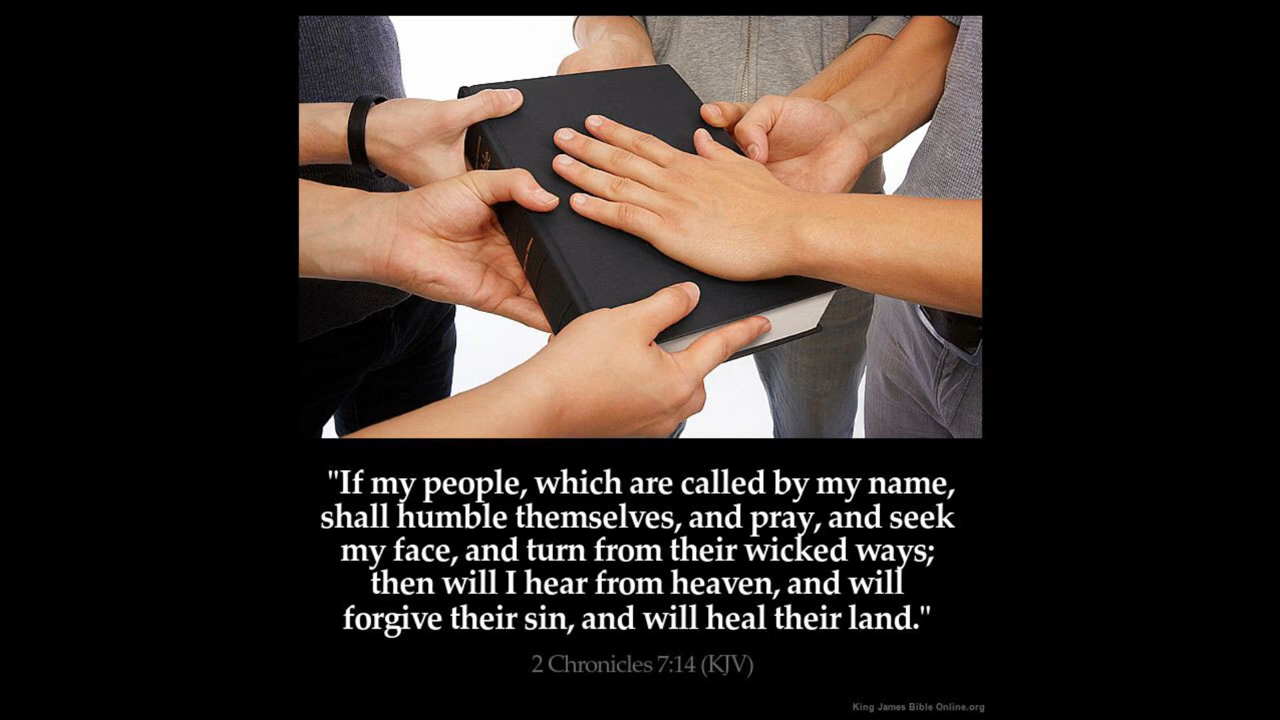 "If my people, which are called by my name,
shall humble themselves, and pray, and seek
my face, and turn from their wicked ways;
then will I hear from heaven, and will
forgive their sin, and will heal their land."
2 Chronicles 7:14 (KJV)
King James Bible Online.org